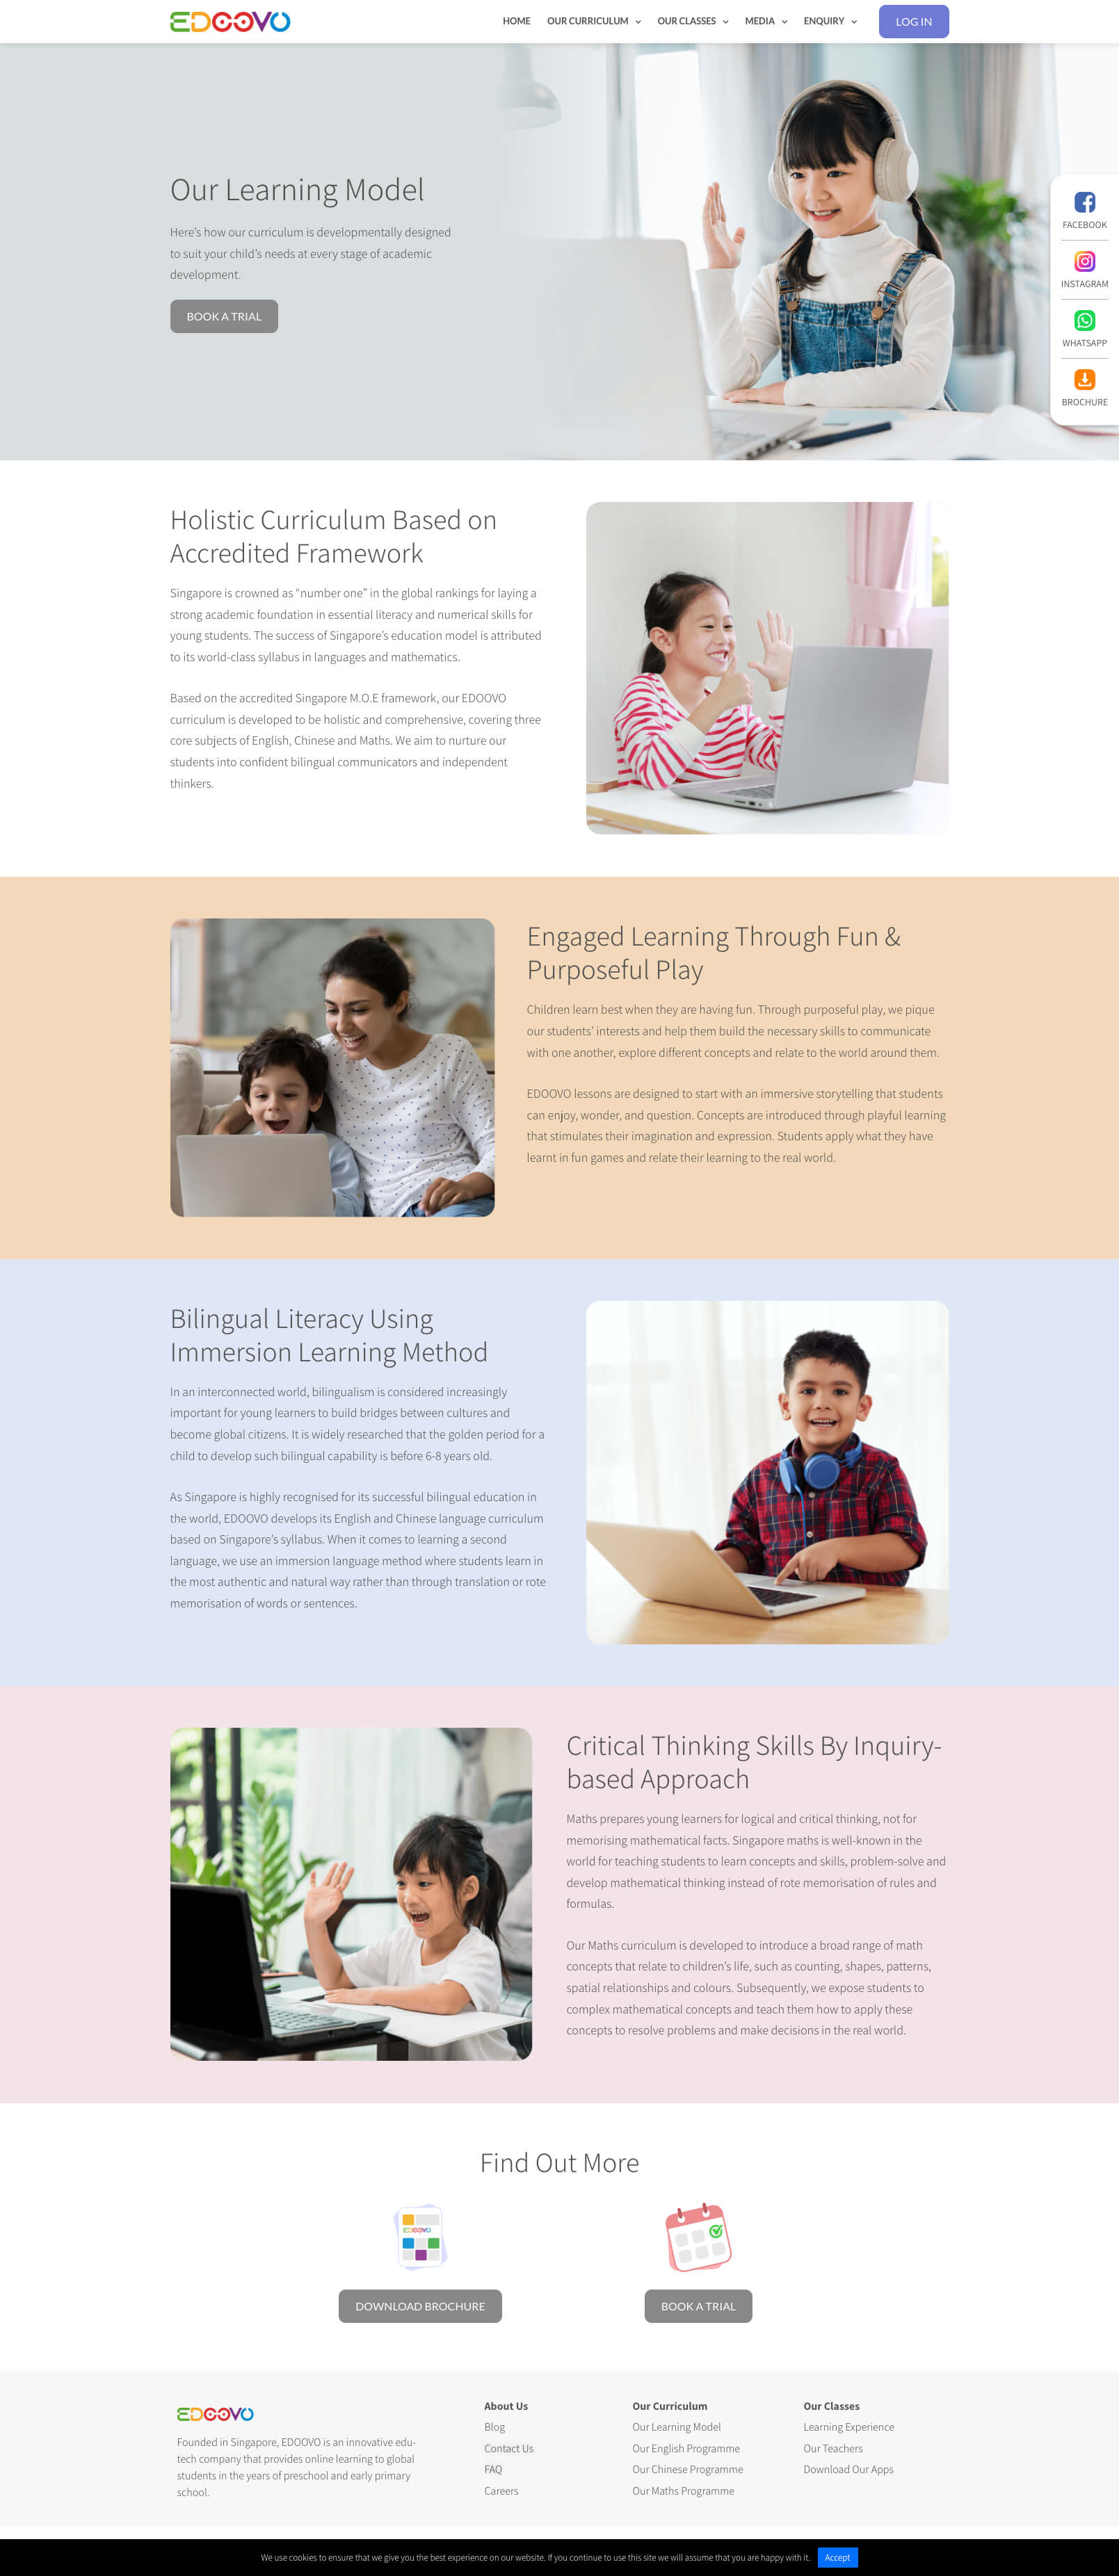 EDOOVO
HOME OUR CURRICULUM OUR CLASSES MEDIA ENQUIRY LOG IN
Our Learning Model
Here's how our curriculum is developmentally designed
to suit your child's needs at every stage of academic
development.
BOOK A TRIAL
FACEBOOK
INSTAGRAM
WHATSAPP
BROCHURE
Holistic Curriculum Based on
Accredited Framework
Singapore is crowned as “number one” in the global rankings for laying a
strong academic foundation in essential literacy and numerical skills for
young students. The success of Singapore’s education model is attributed
to its world-class syllabus in languages and mathematics.
Based on the accredited Singapore M.O.E framework, our EDOOVO
curriculum is developed to be holistic and comprehensive, covering three
core subjects of English, Chinese and Maths. We aim to nurture our
students into confident bilingual communicators and independent
thinkers.
Engaged Learning Through Fun &
Purposeful Play
Children learn best when they are having fun. Through purposeful play, we pique
our students’ interests and help them build the necessary skills to communicate
with one another, explore different concepts and relate to the world around them.
EDOOVO lessons are designed to start with an immersive storytelling that students
can enjoy, wonder, and question. Concepts are introduced through playful learning
that stimulates their imagination and expression. Students apply what they have
learnt in fun games and relate their learning to the real world.
Bilingual Literacy Using
Immersion Learning Method
In an interconnected world, bilingualism is considered increasingly
important for young learners to build bridges between cultures and
become global citizens. It is widely researched that the golden period for a
child to develop such bilingual capability is before 6-8 years old.
As Singapore is highly recognised for its successful bilingual education in
the world, EDOOVO develops its English and Chinese language curriculum
based on Singapore’s syllabus. When it comes to learning a second
language, we use an immersion language method where students learn in
the most authentic and natural way rather than through translation or rote
memorisation of words or sentences.
Critical Thinking Skills By Inquiry-
based Approach
Maths prepares young learners for logical and critical thinking, not for
memorising mathematical facts. Singapore maths is well-known in the
world for teaching students to learn concepts and skills, problem-solve and
develop mathematical thinking instead of rote memorisation of rules and
formulas.
Our Maths curriculum is developed to introduce a broad range of math
concepts that relate to children’s life, such as counting, shapes, patterns,
spatial relationships and colours. Subsequently, we expose students to
complex mathematical concepts and teach them how to apply these
concepts to resolve problems and make decisions in the real world.
Find Out More
EDOOVO
DOWNLOAD BROCHURE
BOOK A TRIAL
EDOOVO
Founded in Singapore, EDOOVO is an innovative edu-
tech company that provides online learning to global
students in the years of preschool and early primary
school.
About Us
Blog
Contact Us
FAQ
Careers
Our Curriculum
Our Learning Model
Our English Programme
Our Chinese Programme
Our Maths Programme
Our Classes
Learning Experience
Our Teachers
Download Our Apps
We use cookies to ensure that we give you the best experience on our website. If you continue to use this site we will assume that you are happy with it. Accept